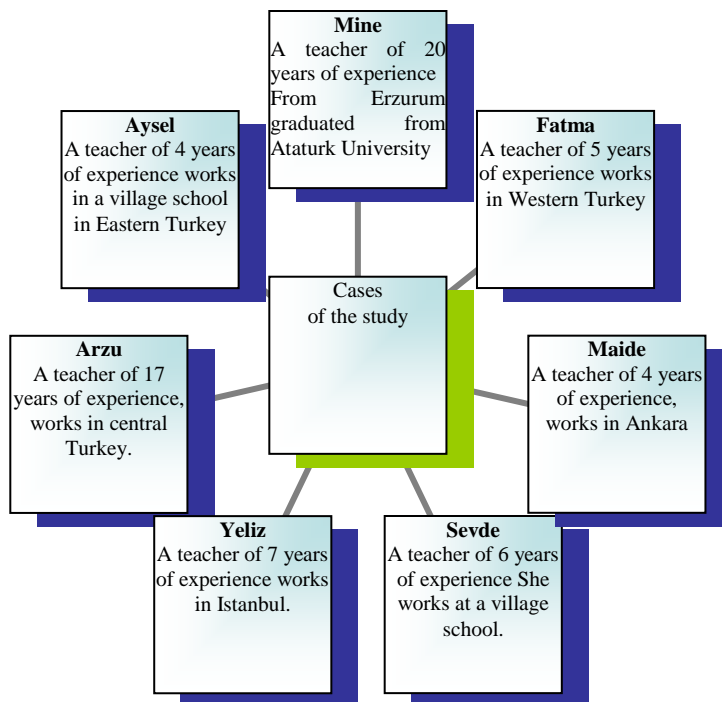 Mine
A teacher of 20
years of experience
From Erzurum
graduated from
Ataturk University
Aysel
A teacher of 4 years
of experience works
in a village school
in Eastern Turkey
Fatma
A teacher of 5 years
of experience works
in Western Turkey
Cases
of the study
Arzu
A teacher of 17
years of experience,
works in central
Turkey.
Maide
A teacher of 4 years
of experience,
works in Ankara
Yeliz
A teacher of 7 years
of experience works
in Istanbul.
Sevde
A teacher of 6 years
of experience She
works at a village
school.